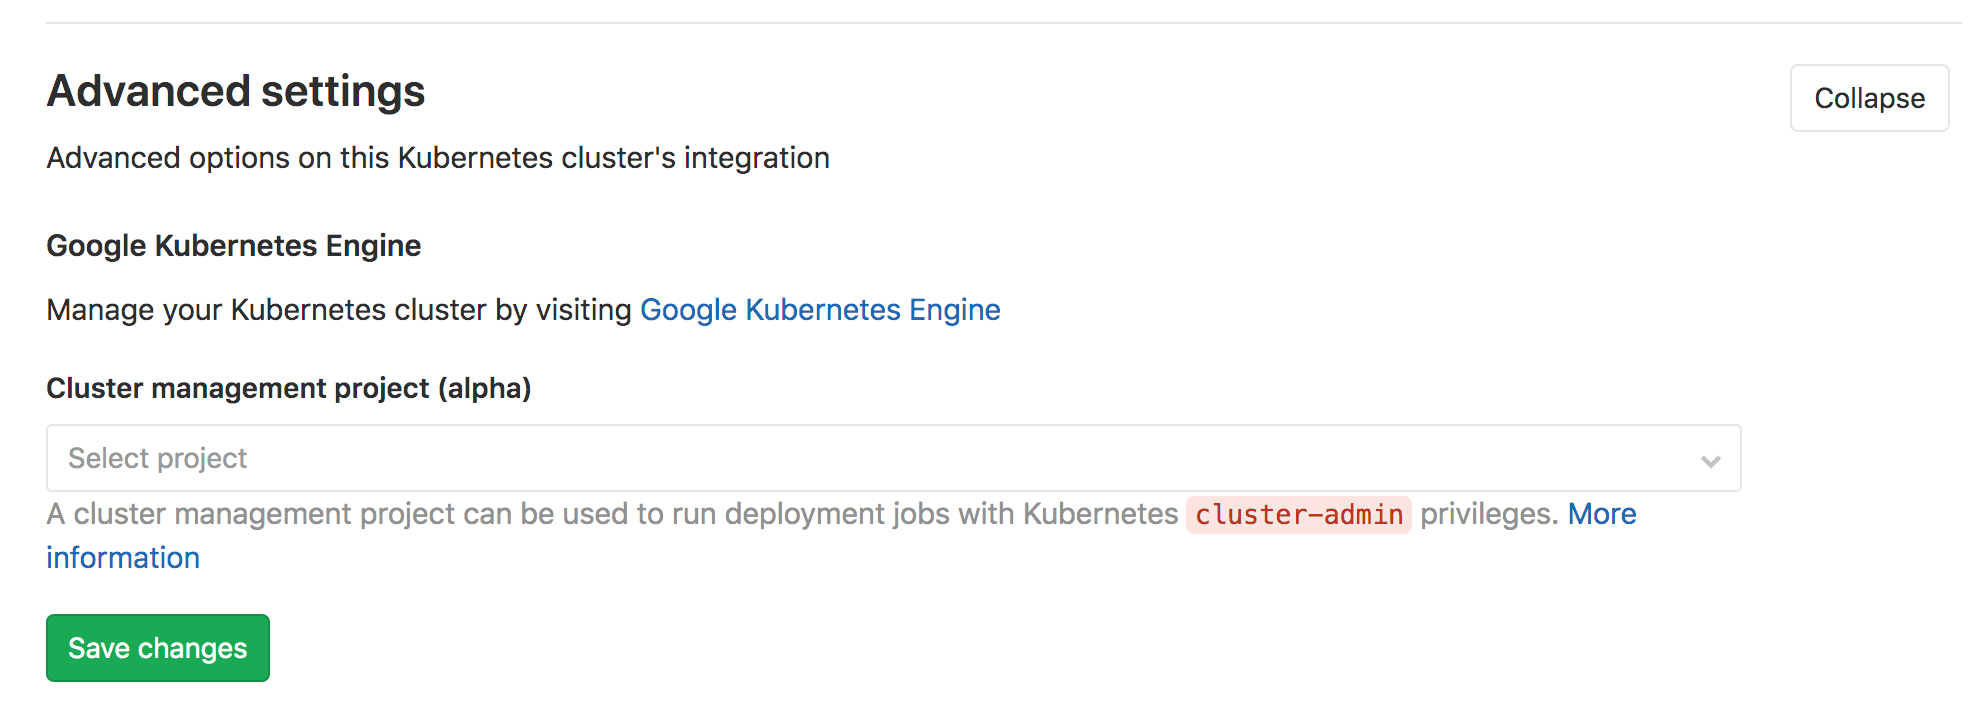 Advanced settings
Collapse
Advanced options on this Kubernetes cluster's integration
Google Kubernetes Engine
Manage your Kubernetes cluster by visiting Google Kubernetes Engine
Cluster management project (alpha)
Select project
A cluster management project can be used to run deployment jobs with Kubernetes cluster-admin privileges. More
information
Save changes